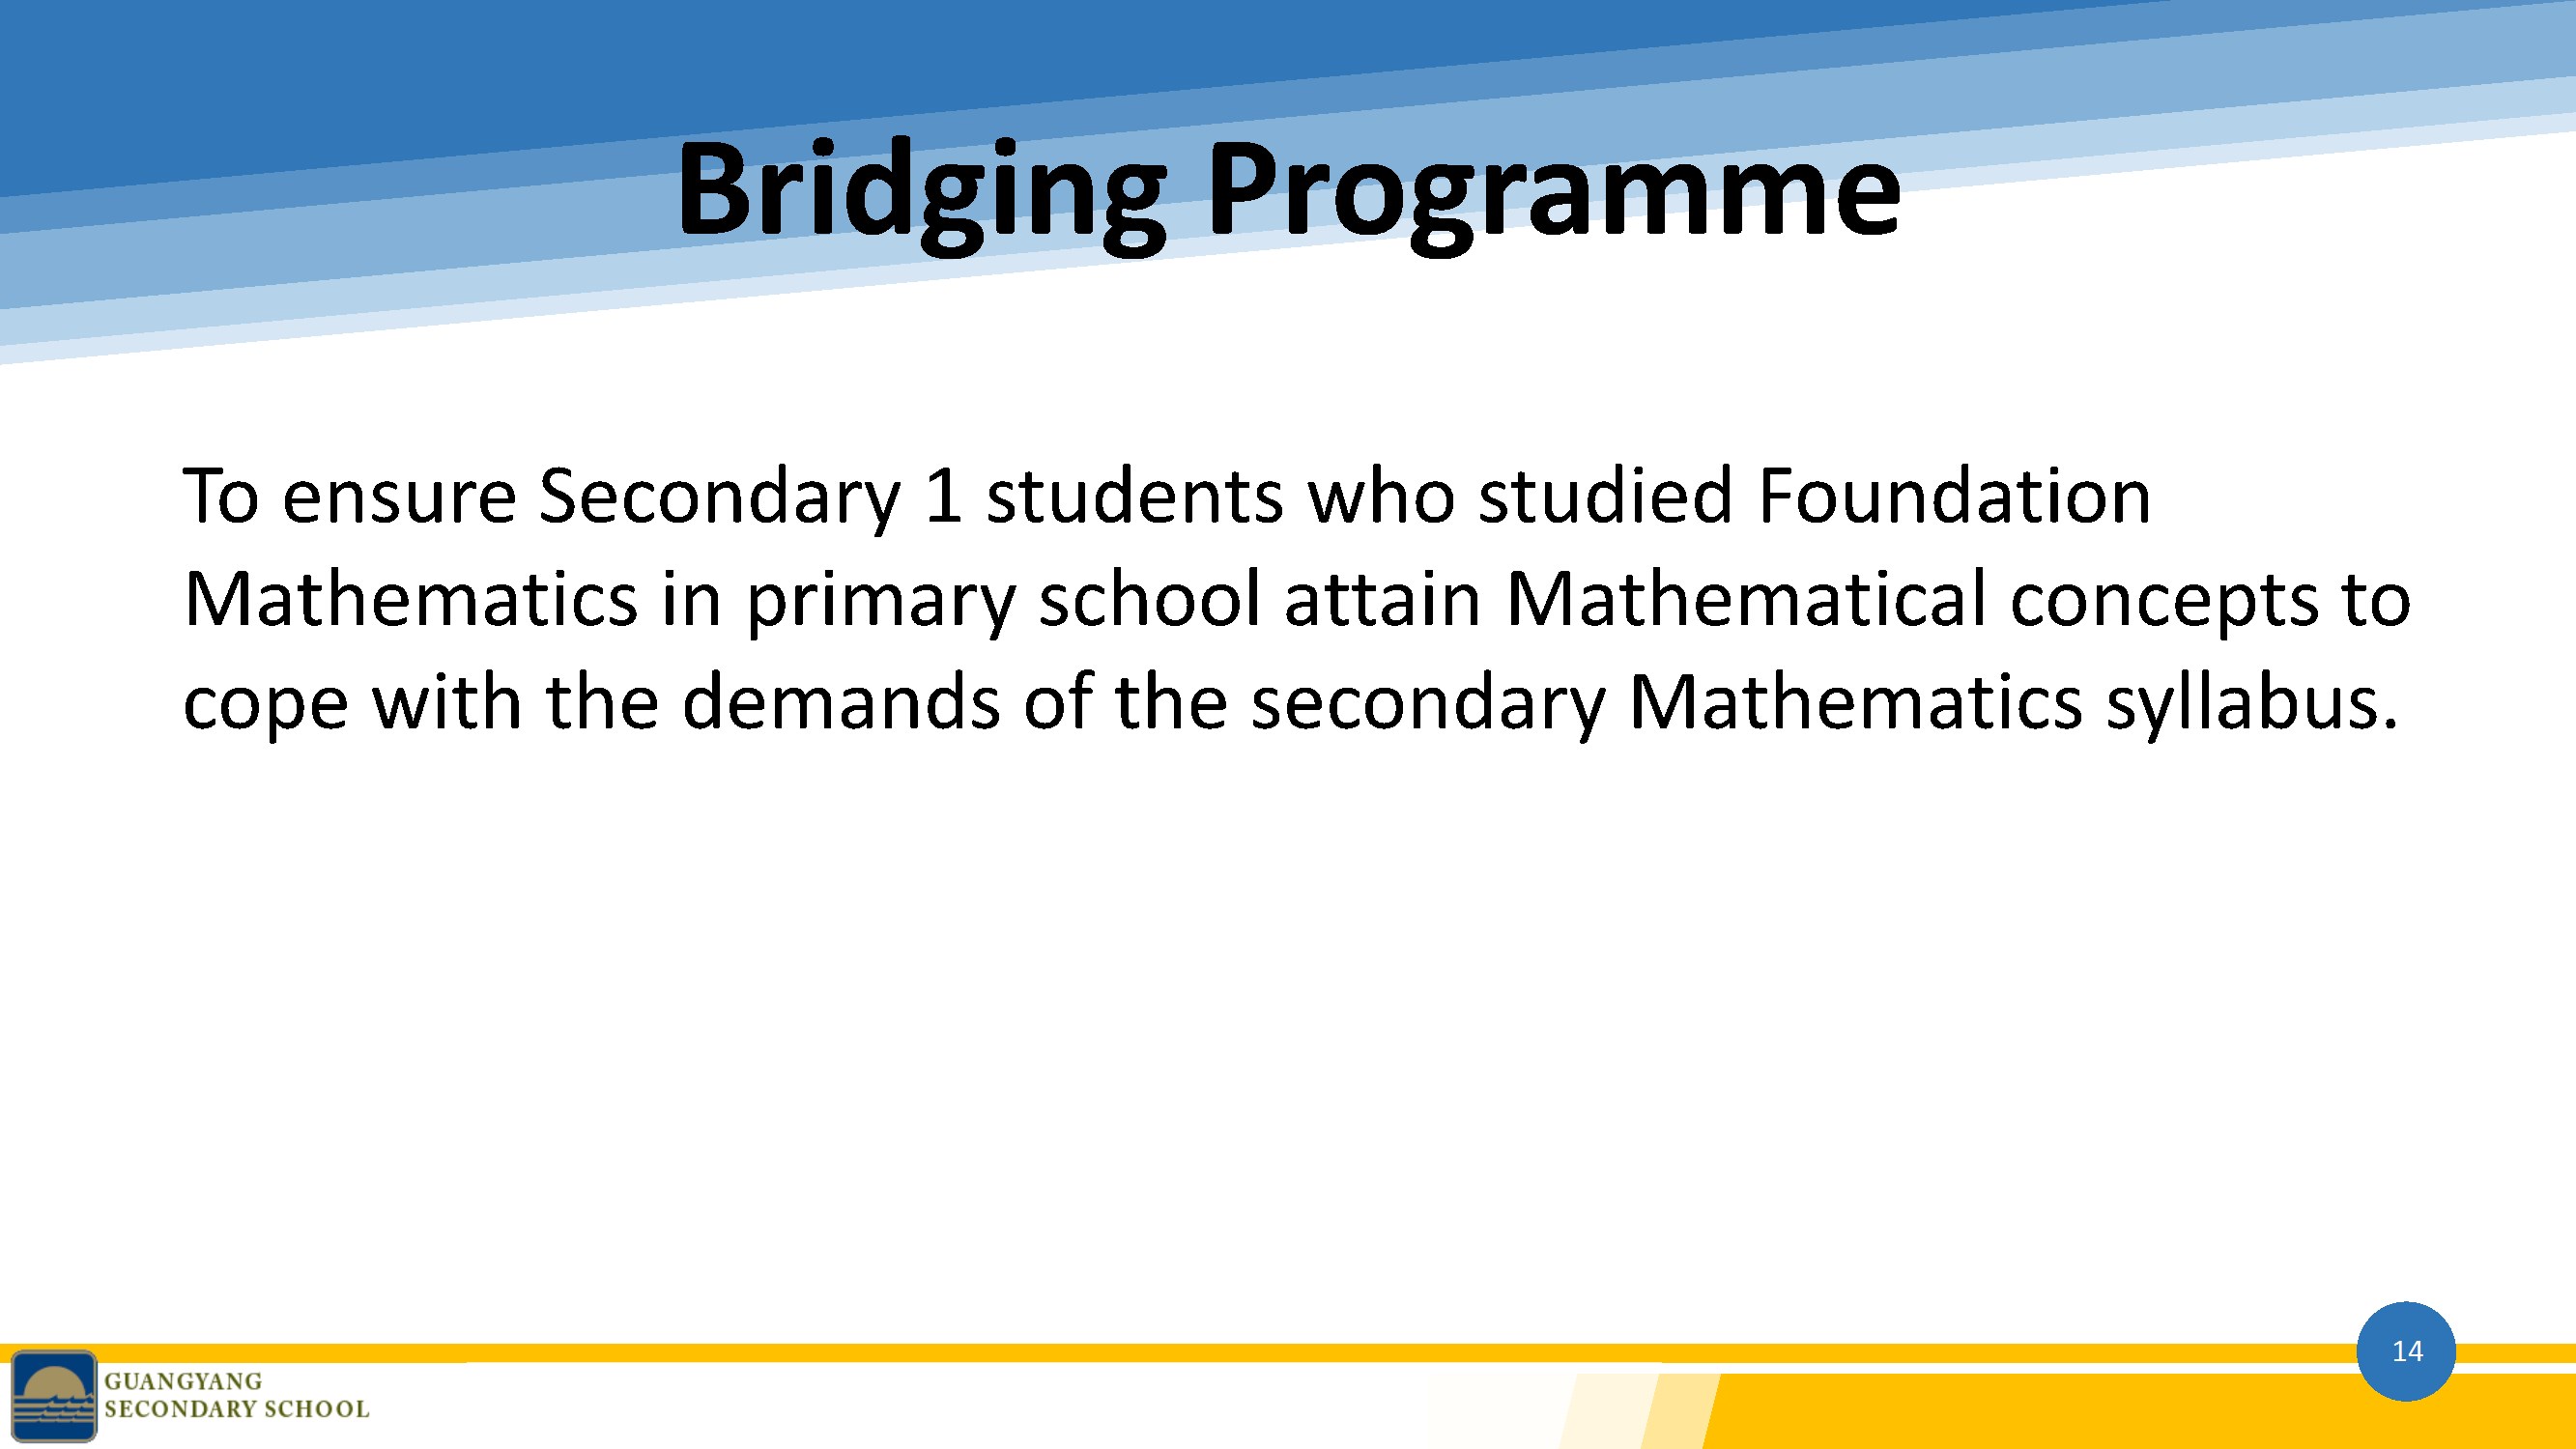 Bridging Programme
To ensure Secondary 1 students who studied Foundation
Mathematics in primary school attain Mathematical concepts to
cope with the demands of the secondary Mathematics syllabus.
14
GUANGYANG
SECONDARY SCHOOL